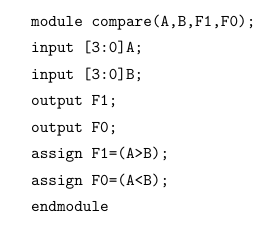 module compare(A,B,F1,F0);
input [3:0]A;
input [3:0]B;
output F1;
output F0;
assign F1=(A>B);
assign F0=(A<B);
endmodule